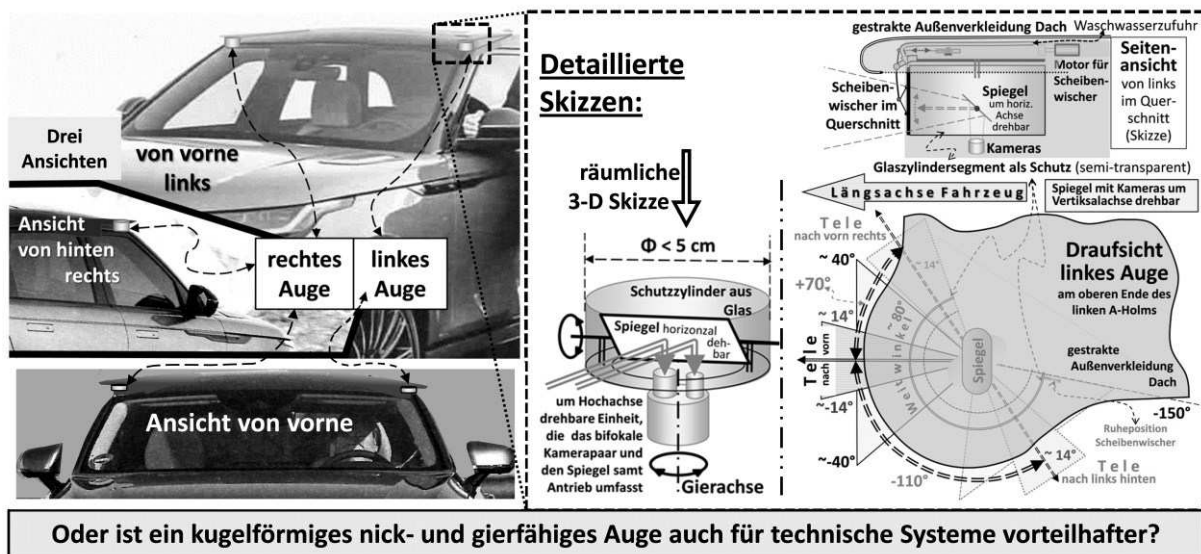 Drei
Ansichten
von vorne
links
Ansicht
von hinten
rechts
rechtes
Auge
linkes
Auge
Ansicht von vorne
Detaillierte
Skizzen:
räumliche
3-D Skizze
Φ < 5 cm
Schutzzylinder aus
Glas
Spiegel horizonzal
deh-
bar
um Hochachse
drehbare Einheit,
die das bifokale
Kamerapaar und
den Spiegel samt
Antrieb umfasst
Gierachse
gestrakte Außenverkleidung Dach
Waschwasserzufuhr
Seiten-
ansicht
von links
im Quer-
schnitt
(Skizze)
Motor für
Scheiben-
wischer
Scheiben-
wischer im
Querschnitt
Spiegel
um horiz.
Achse
drehbar
Kameras
Glaszylindersegment als Schutz (semi-transparent)
Längsachse Fahrzeug
Spiegel mit Kameras um
Vertiksalachse drehbar
Tele
nach vorn rechts
~ 14°
Draufsicht
linkes Auge
am oberen Ende des
linken A-Holms
~ 40°
+70°
~ 14°
~ 80°
Weitwinkel
Spiegel
Tele
nach vorn
gestrakte
Außenverkleidung
Dach
~-14°
-150°
Ruheposition
Scheibenwischer
~-40°
-110°
~ 14°
Tele
nach links hinten
Oder ist ein kugelförmiges nick- und gierfähiges Auge auch für technische Systeme vorteilhafter?